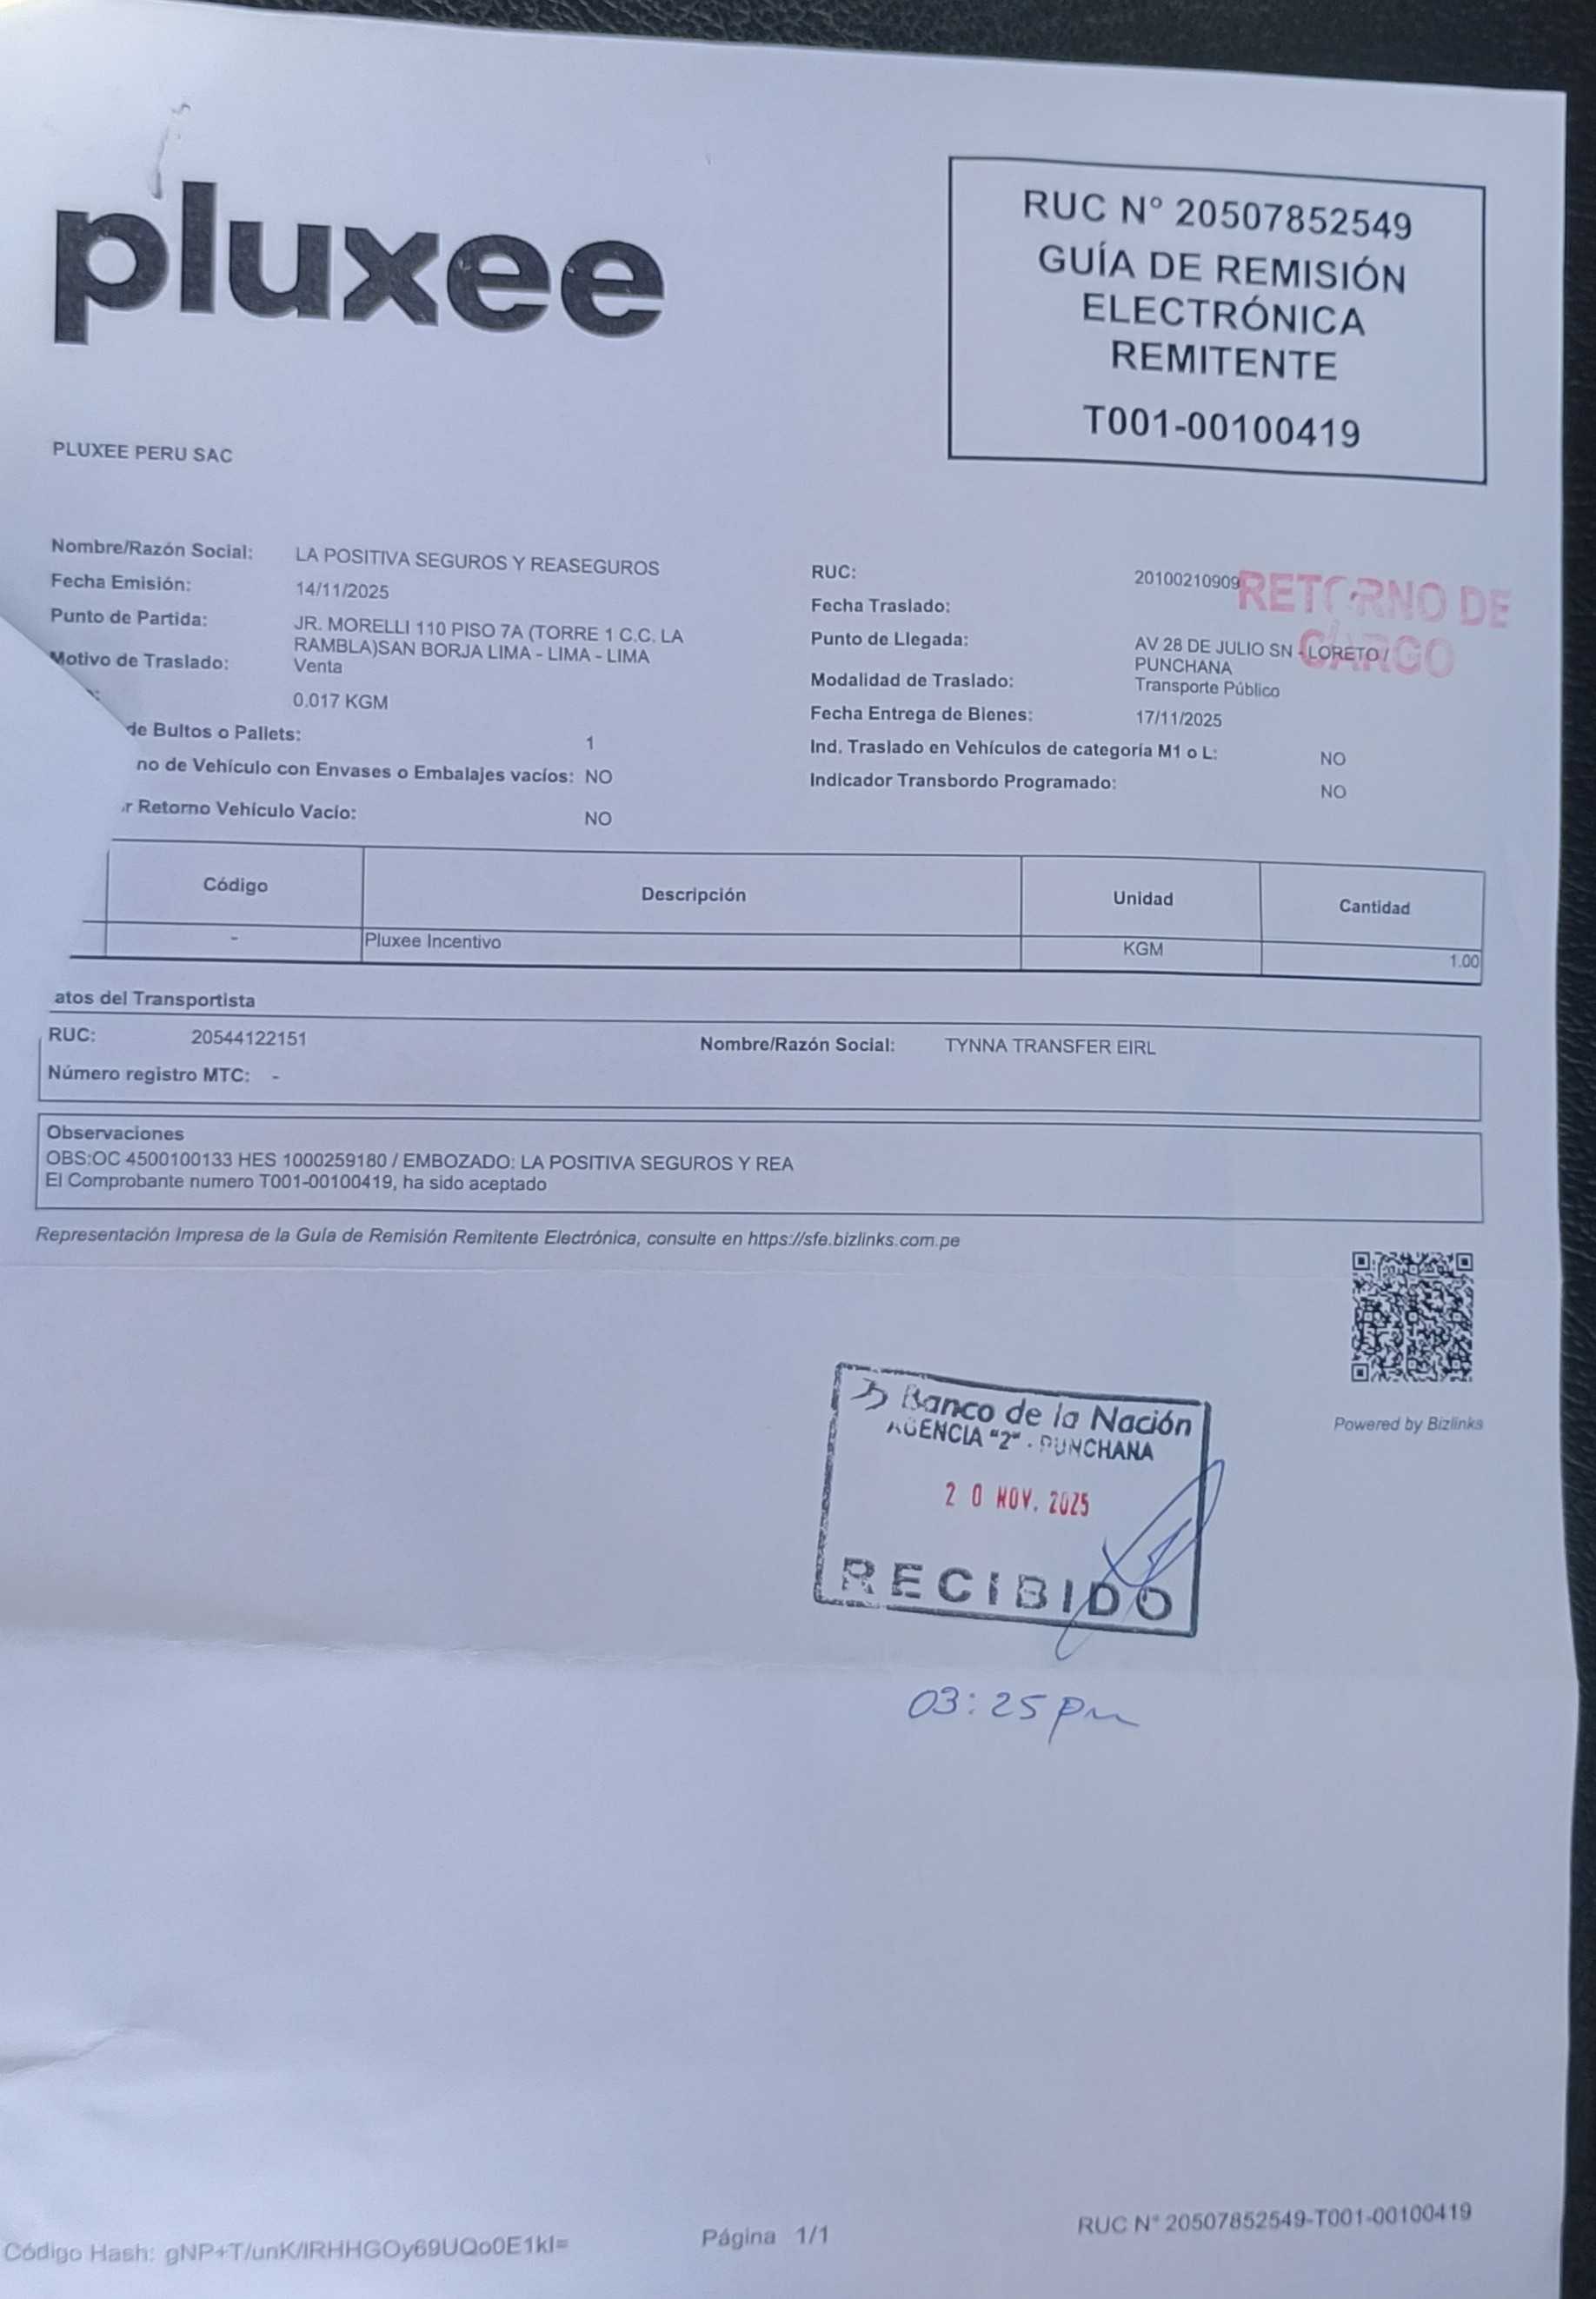 pluxee
RUC N° 20507852549
GUÍA DE REMISIÓN
ELECTRÓNICA
REMITENTE
T001-00100419
PLUXEE PERU SAC
Nombre/Razón Social: LA POSITIVA SEGUROS Y REASEGUROS
Fecha Emisión: 14/11/2025
Punto de Partida: JR. MORELLI 110 PISO 7A (TORRE 1 C.C. LA
RAMBLA)SAN BORJA LIMA - LIMA - LIMA
Motivo de Traslado: Venta
0.017 KGM
de Bultos o Pallets: 1
no de Vehículo con Envases o Embalajes vacíos: NO
r Retorno Vehículo Vacío: NO
RUC: 20100210909
RETORNO DE
CARGO
Fecha Traslado:
Punto de Llegada: AV 28 DE JULIO SN - LORETO /
PUNCHANA
Modalidad de Traslado: Transporte Público
Fecha Entrega de Bienes: 17/11/2025
Ind. Traslado en Vehículos de categoría M1 o L: NO
Indicador Transbordo Programado: NO
Código Descripción Unidad Cantidad
- Pluxee Incentivo KGM 1.00
atos del Transportista
RUC: 20544122151 Nombre/Razón Social: TYNNA TRANSFER EIRL
Número registro MTC: -
Observaciones
OBS:OC 4500100133 HES 1000259180 / EMBOZADO: LA POSITIVA SEGUROS Y REA
El Comprobante numero T001-00100419, ha sido aceptado
Representación Impresa de la Guía de Remisión Remitente Electrónica, consulte en https://sfe.bizlinks.com.pe
Powered by Bizlinks
Banco de la Nación
AGENCIA "2" - PUNCHANA
20 NOV. 2025
RECIBIDO
03:25 pm
Código Hash: gNP+T/unK/IRHHGOy69UQo0E1kI=
Página 1/1
RUC N° 20507852549-T001-00100419